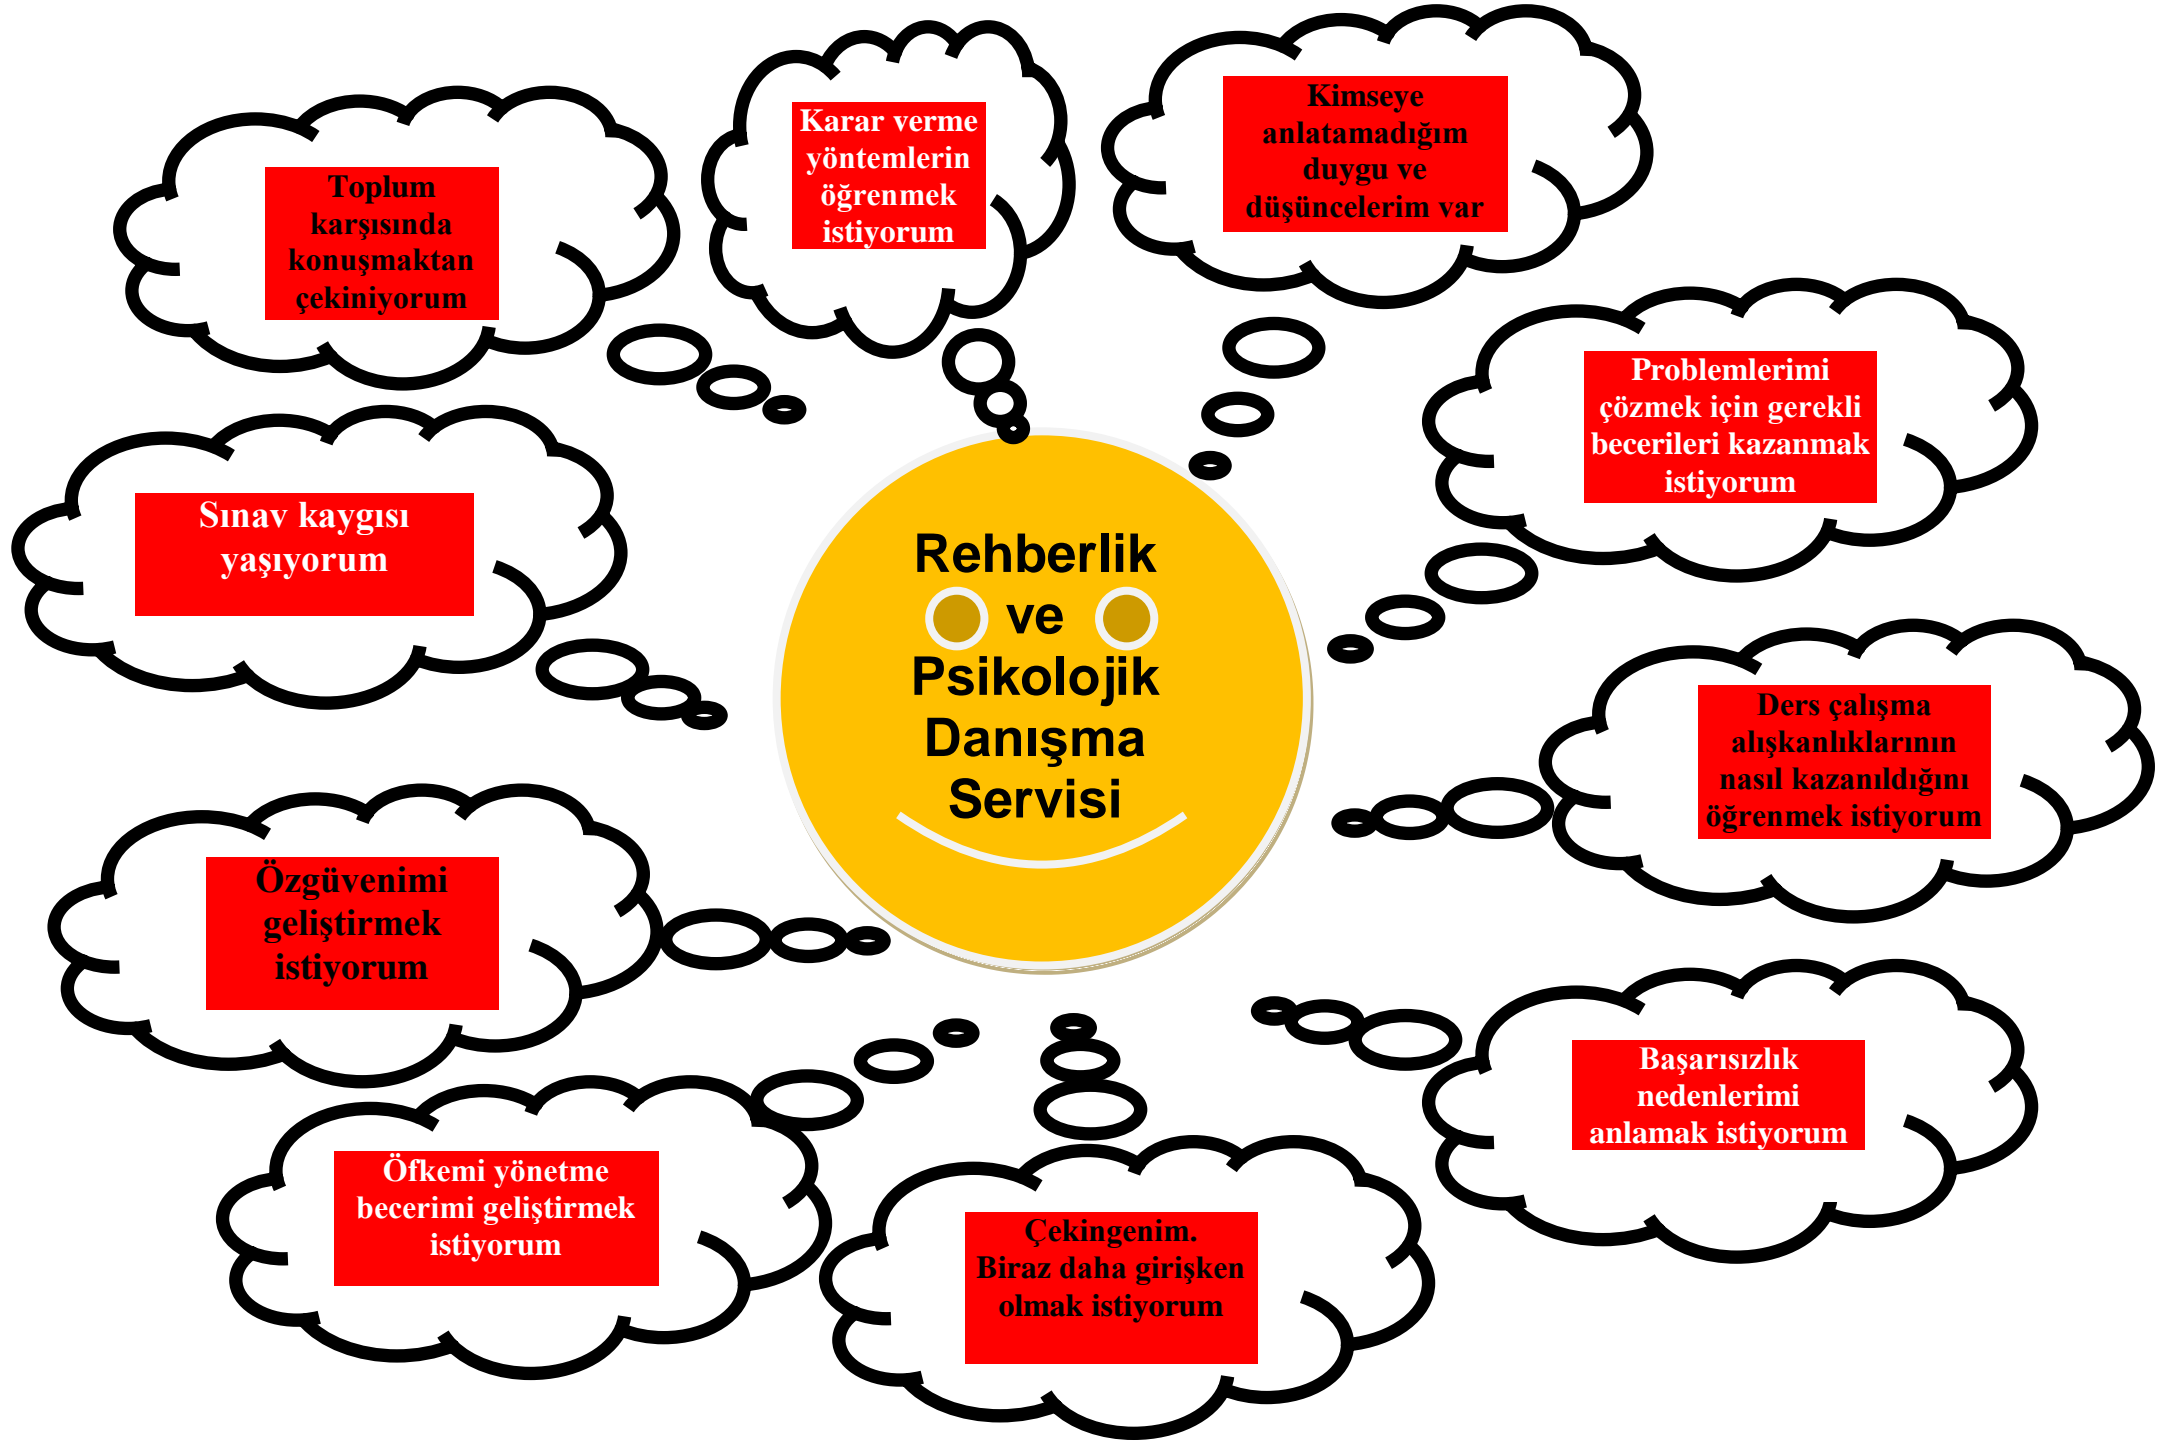 Toplum
karşısında
konuşmaktan
çekiniyorum
Karar verme
yöntemlerin
öğrenmek
istiyorum
Kimseye
anlatamadığım
duygu ve
düşüncelerim var
Problemlerimi
çözmek için gerekli
becerileri kazanmak
istiyorum
Sınav kaygısı
yaşıyorum
Rehberlik
ve
Psikolojik
Danışma
Servisi
Ders çalışma
alışkanlıklarının
nasıl kazanıldığını
öğrenmek istiyorum
Özgüvenimi
geliştirmek
istiyorum
Başarısızlık
nedenlerimi
anlamak istiyorum
Öfkemi yönetme
becerimi geliştirmek
istiyorum
Çekingenim.
Biraz daha girişken
olmak istiyorum